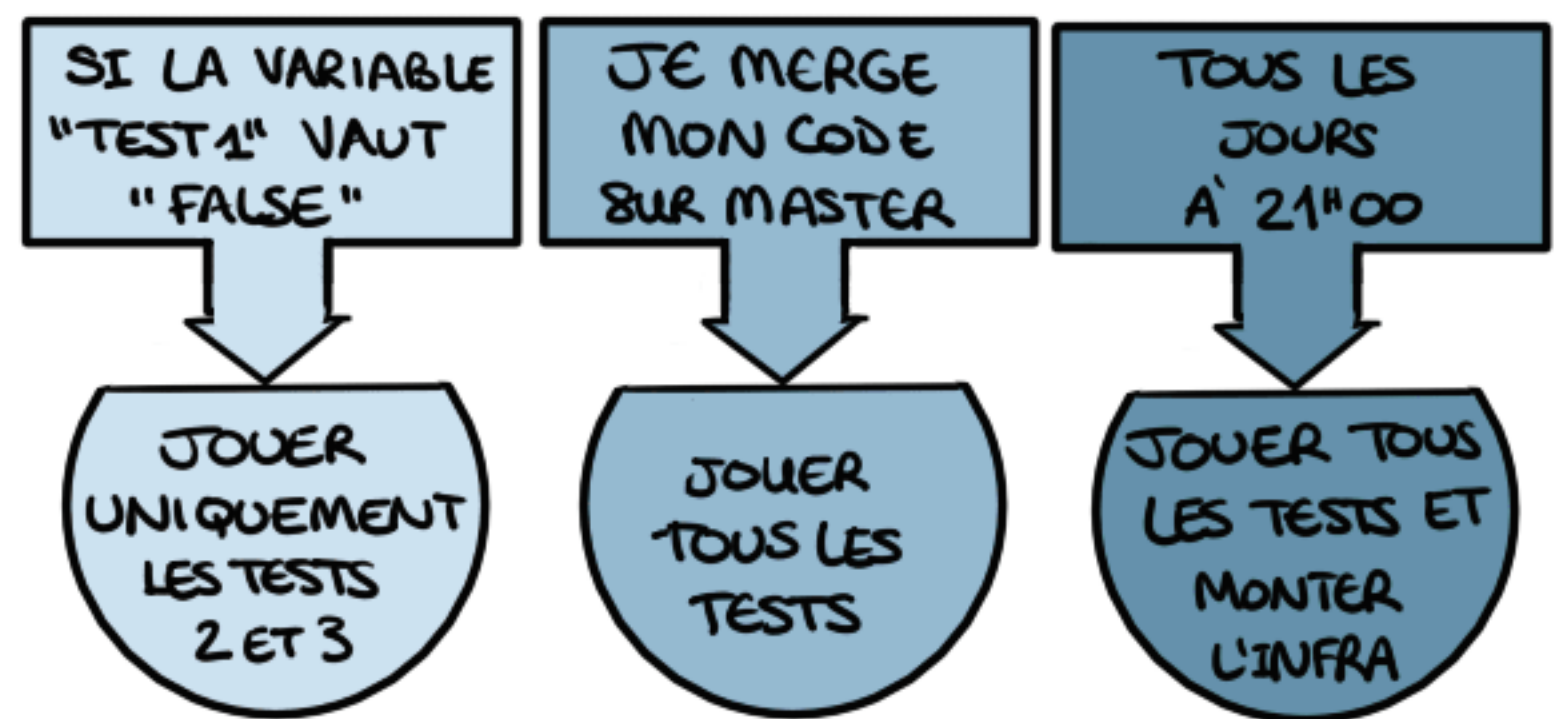 SI LA VARIABLE
"TEST1" VAUT
"FALSE"
JE MERGE
MON CODE
SUR MASTER
TOUS LES
JOURS
À 21H00
JOUER
UNIQUEMENT
LES TESTS
2 ET 3
JOUER
TOUS LES
TESTS
JOUER TOUS
LES TESTS ET
MONTER
L'INFRA